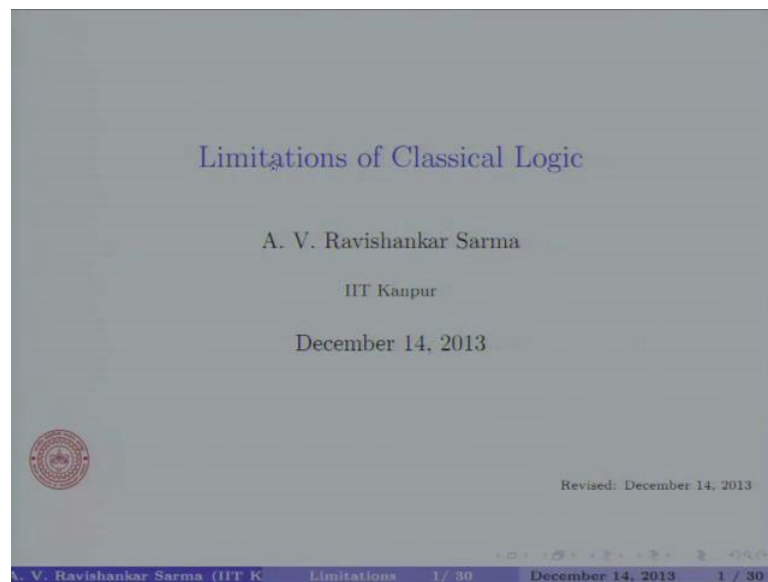 Limitations of Classical Logic
A. V. Ravishankar Sarma
IIT Kanpur
December 14, 2013
Revised: December 14, 2013
A. V. Ravishankar Sarma (IIT K Limitations 1 / 30 December 14, 2013 1 / 30